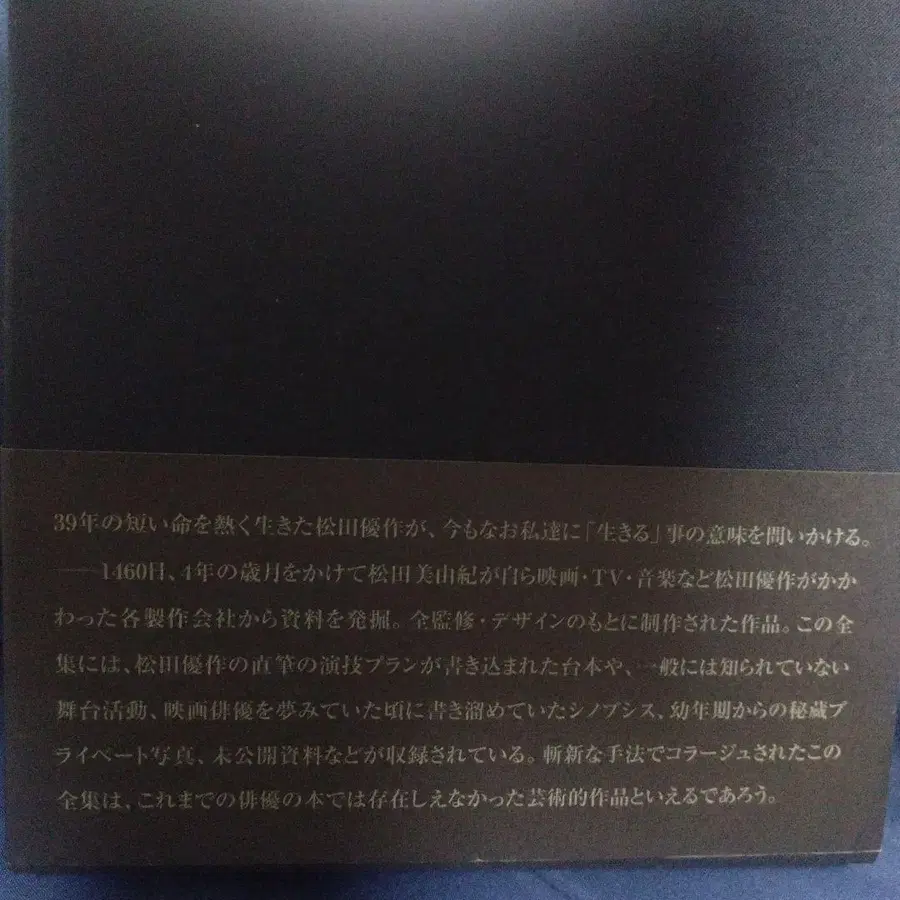 39年の短い命を熱く生きた松田優作が、今もなお私達に「生きる」事の意味を問いかける。
――1460日、4年の歳月をかけて松田美由紀が自ら映画・TV・音楽など松田優作がかか
わった各製作会社から資料を発掘。全監修・デザインのもとに制作された作品。この全
集には、松田優作の直筆の演技プランが書き込まれた台本や、一般には知られていない
舞台活動、映画俳優を夢みていた頃に書き溜めていたシノプシス、幼年期からの秘蔵プ
ライベート写真、未公開資料などが収録されている。斬新な手法でコラージュされたこの
全集は、これまでの俳優の本では存在しえなかった芸術的作品といえるであろう。